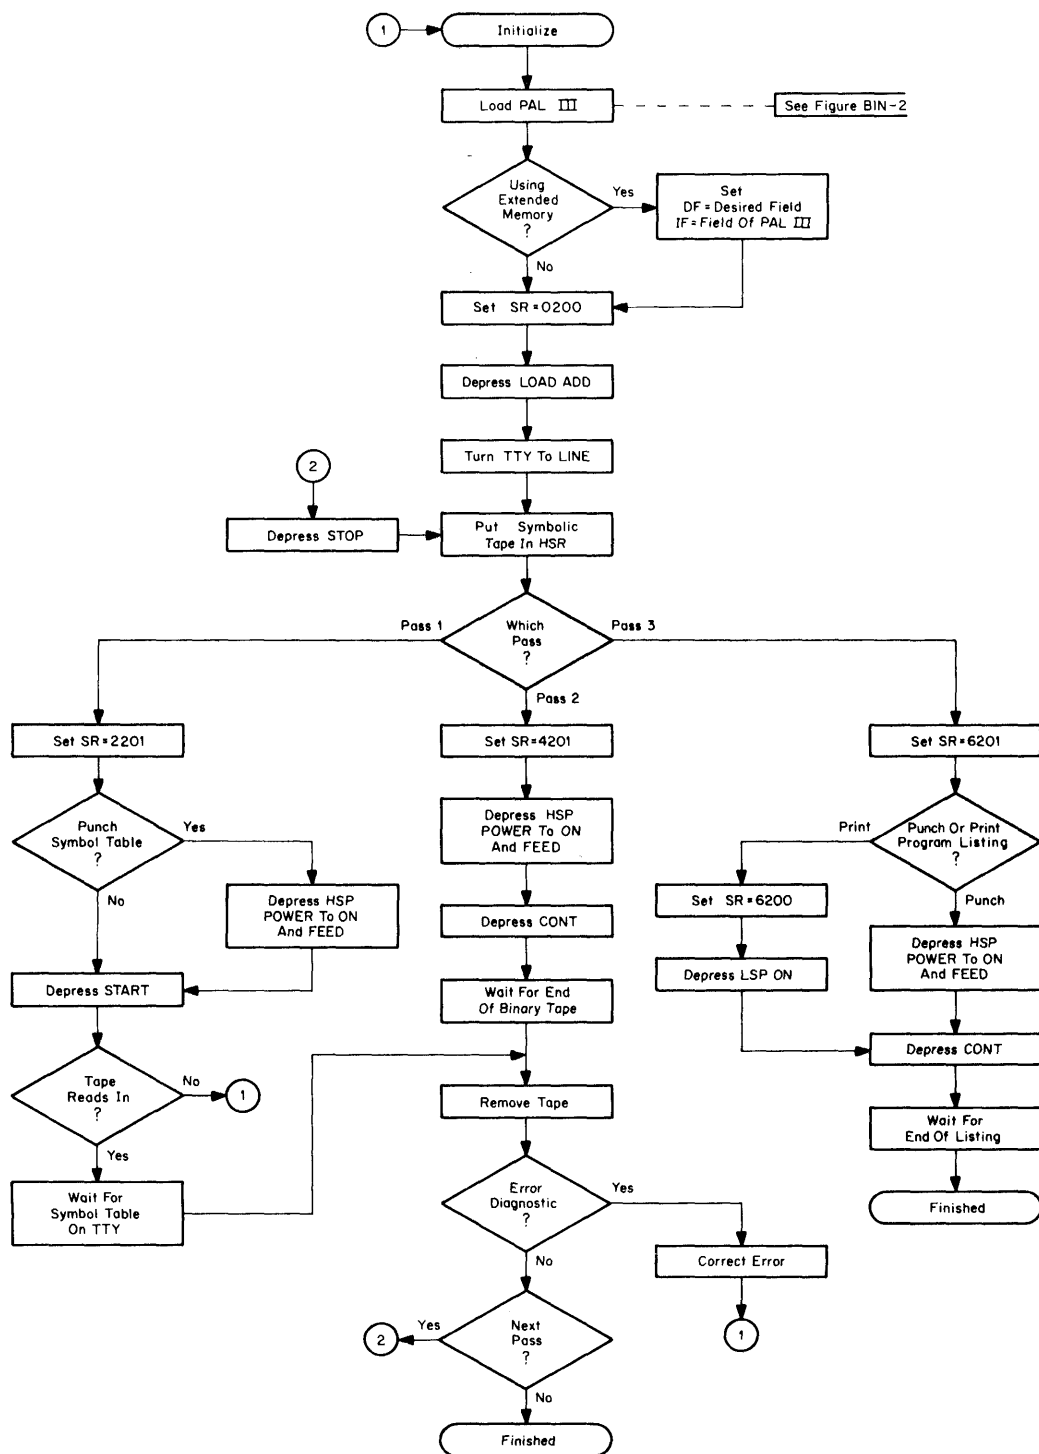 1
Initialize
Load PAL III
See Figure BIN-2
Using
Extended
Memory
?
Yes
Set
DF=Desired Field
IF=Field Of PAL III
No
Set SR=0200
Depress LOAD ADD
Turn TTY To LINE
2
Depress STOP
Put Symbolic
Tape In HSR
Which
Pass
?
Pass 1
Pass 3
Pass 2
Set SR=2201
Set SR=4201
Set SR=6201
Punch
Symbol Table
?
Yes
No
Depress HSP
POWER To ON
And FEED
Depress START
Tape
Reads In
?
No
1
Yes
Wait For
Symbol Table
On TTY
Depress HSP
POWER To ON
And FEED
Depress CONT
Wait For End
Of Binary Tape
Remove Tape
Error
Diagnostic
?
Yes
Correct Error
1
No
Next
Pass
?
Yes
2
No
Finished
Punch Or Print
Program Listing
?
Print
Set SR=6200
Depress LSP ON
Punch
Depress HSP
POWER To ON
And FEED
Depress CONT
Wait For
End Of Listing
Finished